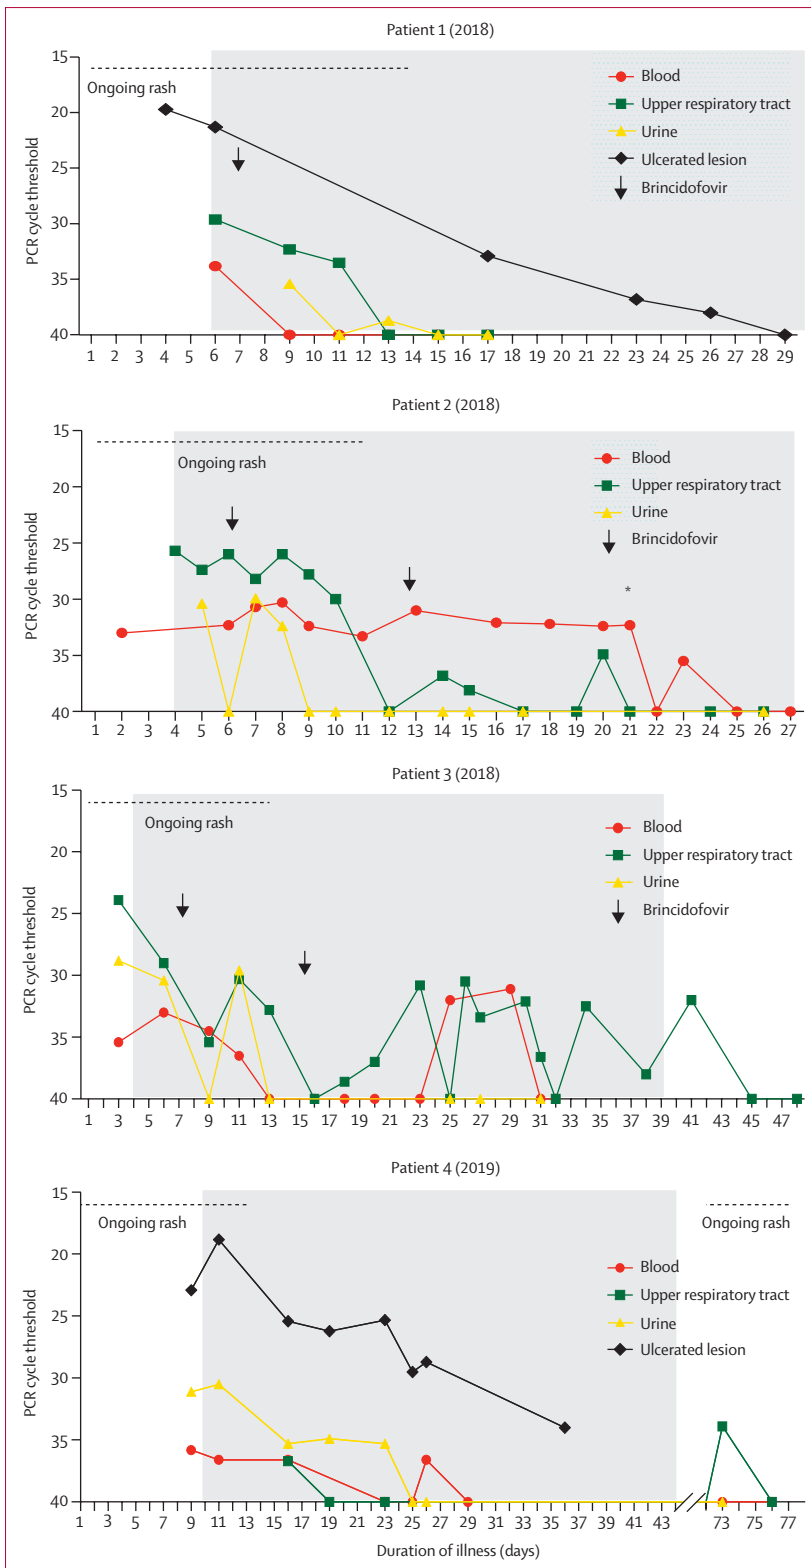 Patient 1 (2018)
PCR cycle threshold
15
20
25
30
35
40
Ongoing rash
Blood
Upper respiratory tract
Urine
Ulcerated lesion
Brincidofovir
1 2 3 4 5 6 7 8 9 10 11 12 13 14 15 16 17 18 19 20 21 22 23 24 25 26 27 28 29
Patient 2 (2018)
PCR cycle threshold
15
20
25
30
35
40
Ongoing rash
Blood
Upper respiratory tract
Urine
Brincidofovir
*
1 2 3 4 5 6 7 8 9 10 11 12 13 14 15 16 17 18 19 20 21 22 23 24 25 26 27
Patient 3 (2018)
PCR cycle threshold
15
20
25
30
35
40
Ongoing rash
Blood
Upper respiratory tract
Urine
Brincidofovir
1 3 5 7 9 11 13 15 17 19 21 23 25 27 29 31 33 35 37 39 41 43 45 47
Patient 4 (2019)
PCR cycle threshold
15
20
25
30
35
40
Ongoing rash
Ongoing rash
Blood
Upper respiratory tract
Urine
Ulcerated lesion
1 3 5 7 9 11 13 15 17 19 21 23 25 27 29 31 33 35 37 39 41 43 73 75 77
Duration of illness (days)